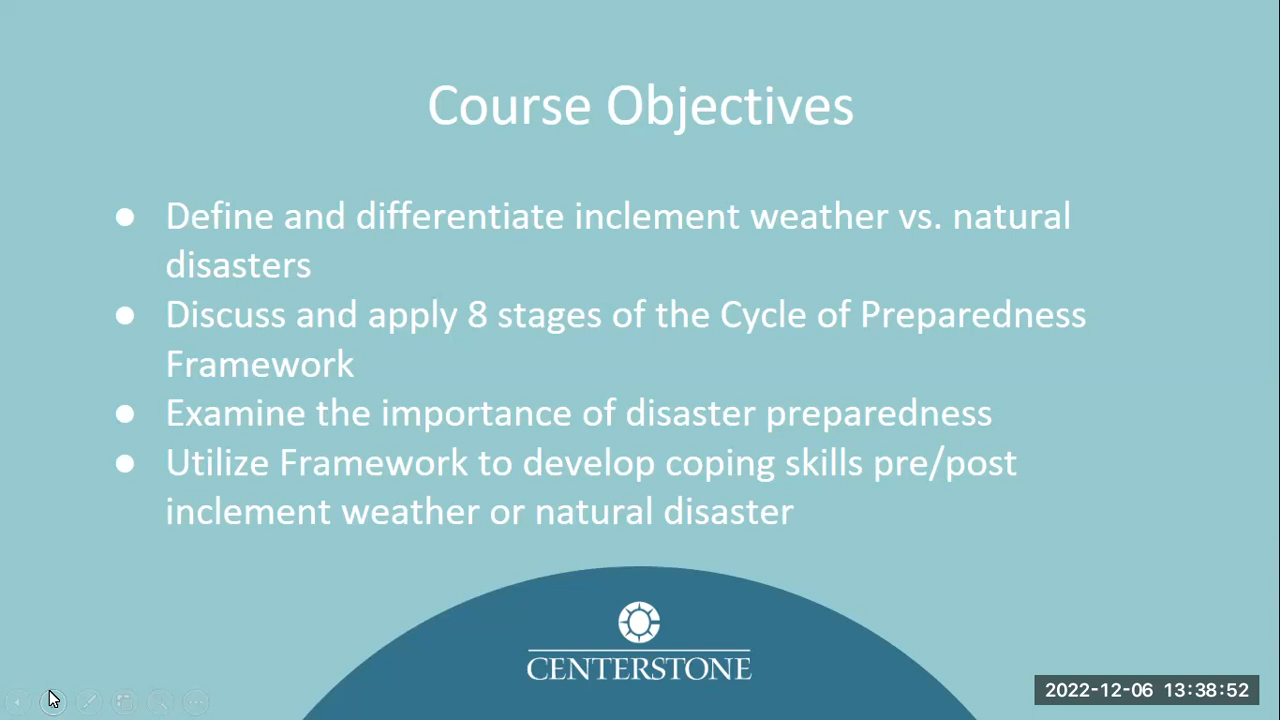 Course Objectives
● Define and differentiate inclement weather vs. natural
disasters
● Discuss and apply 8 stages of the Cycle of Preparedness
Framework
● Examine the importance of disaster preparedness
● Utilize Framework to develop coping skills pre/post
inclement weather or natural disaster
CENTERSTONE
2022-12-06 13:38:52